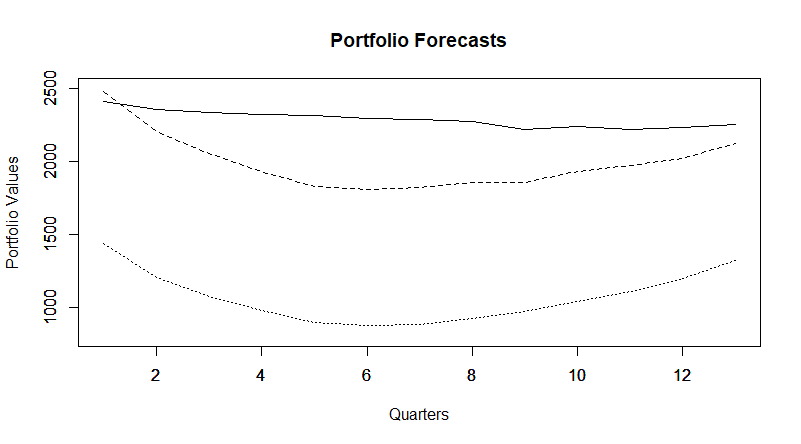 Portfolio Forecasts
Portfolio Values
2500
2000
1500
1000
2 4 6 8 10 12
Quarters